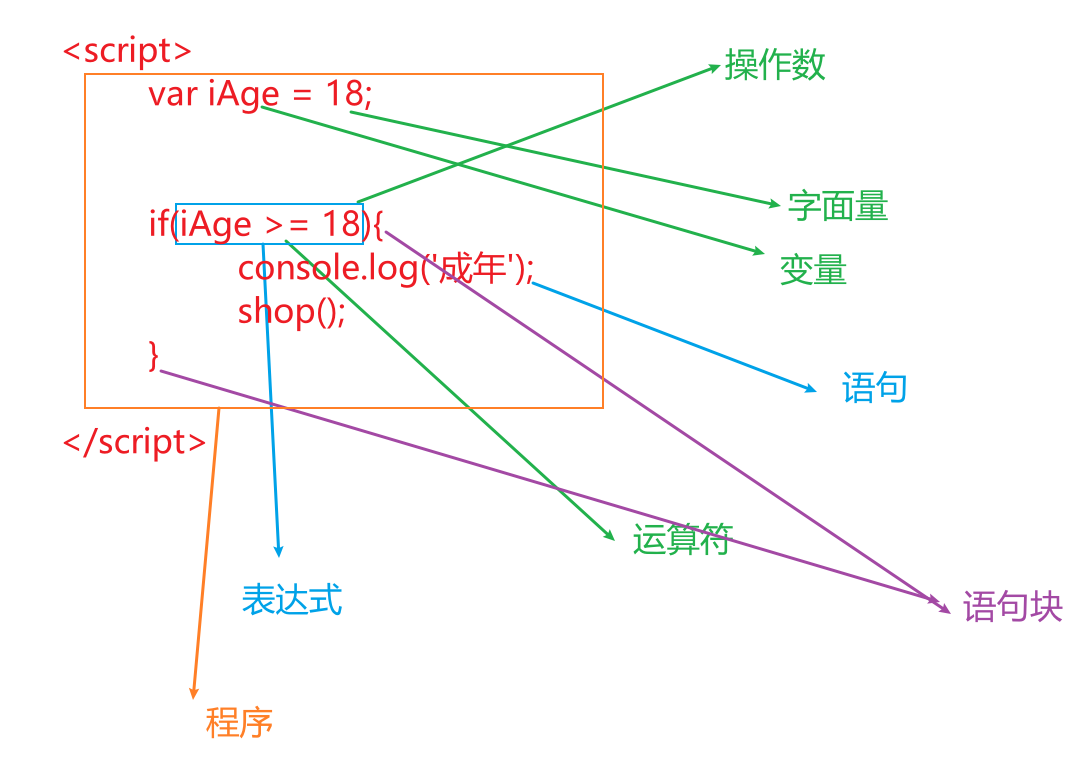 <script>
var iAge = 18;
if(iAge >= 18){
console.log('成年');
shop();
}
</script>
操作数
字面量
变量
语句
运算符
表达式
语句块
程序